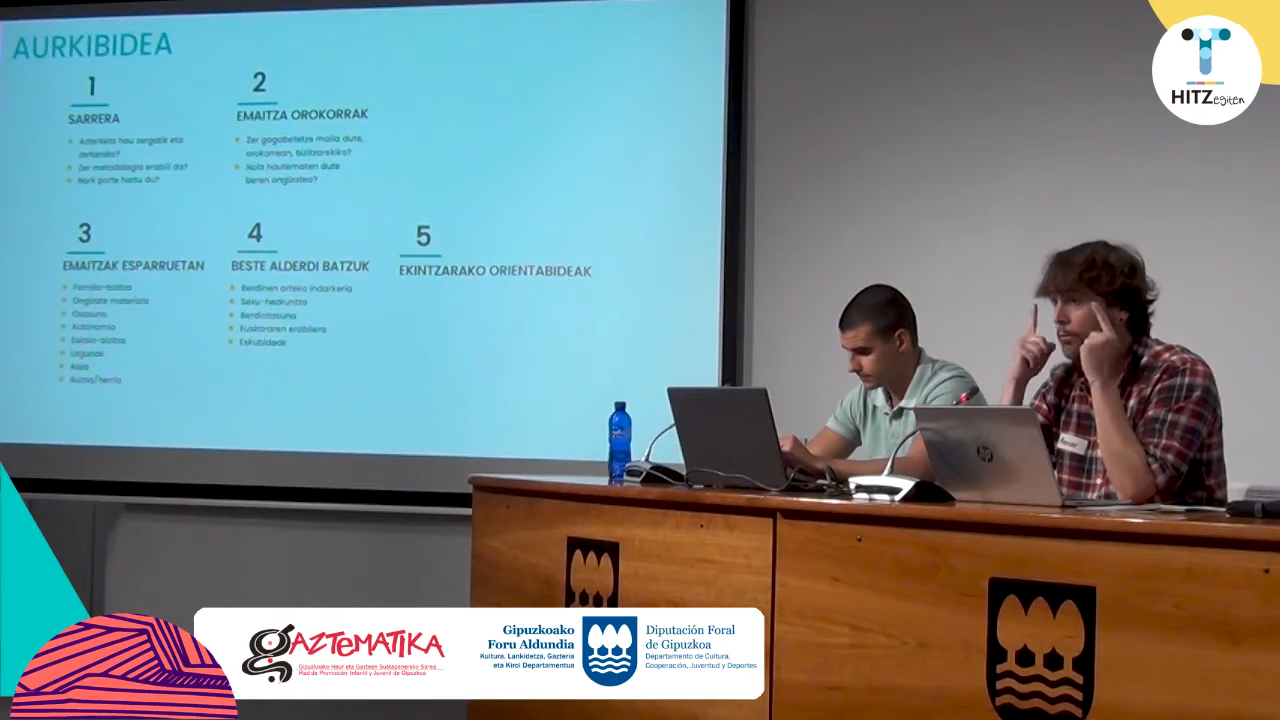 AURKIBIDEA
1
SARRERA
Azterketa hau zergatik eta
zertarako?
Zer metodologia erabili da?
Nork parte hartu du?
2
EMAITZA OROKORRAK
Zer gogobetetze maila dute,
orokorrean, bizitzarekiko?
Nola hautematen dute
beren ongizatea?
3
EMAITZAK ESPARRUETAN
Familia-bizitza
Ongizate materiala
Osasuna
Autonomia
Eskola-bizitza
Lagunak
Aisia
Auzoa/herria
4
BESTE ALDERDI BATZUK
Berdinen arteko indarkeria
Sexu-hezkuntza
Berdintasuna
Euskararen erabilera
Eskubideak
5
EKINTZARAKO ORIENTABIDEAK
HITZegiten
hp
gAZTEMATIKA
Gipuzkoako Haur eta Gazteen Sustapenerako Sarea
Red de Promoción Infantil y Juvenil de Gipuzkoa
Gipuzkoako
Foru Aldundia
Kultura, Lankidetza, Gazteria
eta Kirol Departamentua
Diputación Foral
de Gipuzkoa
Departamento de Cultura,
Cooperación, Juventud y Deportes